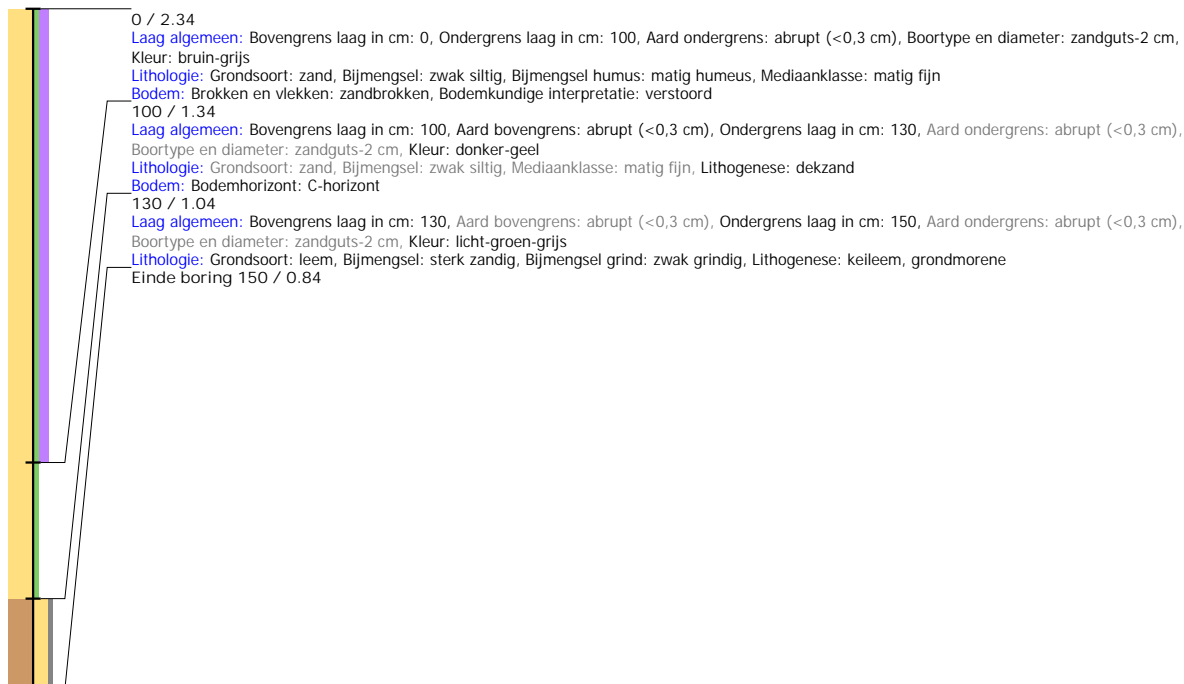 0 / 2.34
Laag algemeen: Bovengrens laag in cm: 0, Ondergrens laag in cm: 100, Aard ondergrens: abrupt (<0,3 cm), Boortype en diameter: zandguts-2 cm,
Kleur: bruin-grijs
Lithologie: Grondsoort: zand, Bijmengsel: zwak siltig, Bijmengsel humus: matig humeus, Mediaanklasse: matig fijn
Bodem: Brokken en vlekken: zandbrokken, Bodemkundige interpretatie: verstoord
100 / 1.34
Laag algemeen: Bovengrens laag in cm: 100, Aard bovengrens: abrupt (<0,3 cm), Ondergrens laag in cm: 130, Aard ondergrens: abrupt (<0,3 cm),
Boortype en diameter: zandguts-2 cm, Kleur: donker-geel
Lithologie: Grondsoort: zand, Bijmengsel: zwak siltig, Mediaanklasse: matig fijn, Lithogenese: dekzand
Bodem: Bodemhorizont: C-horizont
130 / 1.04
Laag algemeen: Bovengrens laag in cm: 130, Aard bovengrens: abrupt (<0,3 cm), Ondergrens laag in cm: 150, Aard ondergrens: abrupt (<0,3 cm),
Boortype en diameter: zandguts-2 cm, Kleur: licht-groen-grijs
Lithologie: Grondsoort: leem, Bijmengsel: sterk zandig, Bijmengsel grind: zwak grindig, Lithogenese: keileem, grondmorene
Einde boring 150 / 0.84